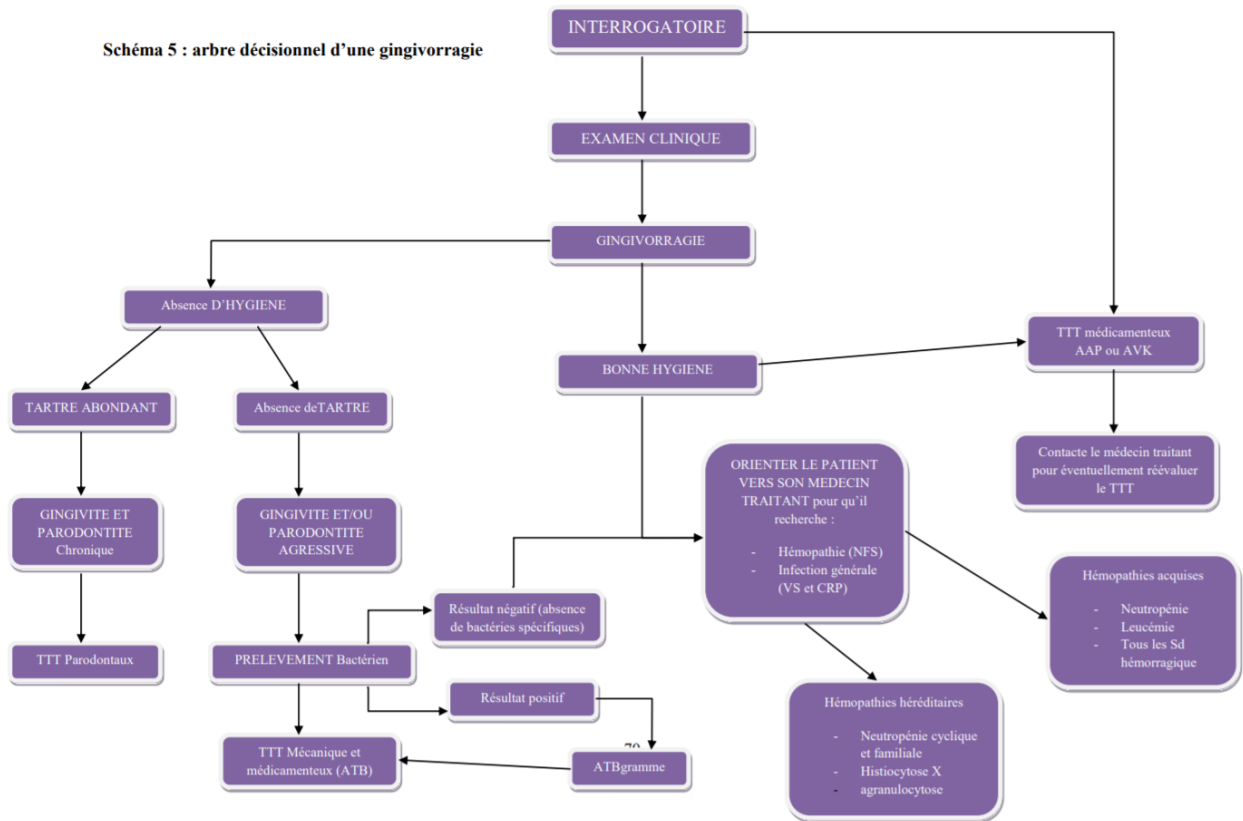 Schéma 5 : arbre décisionnel d’une gingivorragie
INTERROGATOIRE
EXAMEN CLINIQUE
GINGIVORRAGIE
Absence D’HYGIENE
BONNE HYGIENE
TTT médicamenteux
AAP ou AVK
TARTRE ABONDANT
Absence deTARTRE
Contacte le médecin traitant
pour éventuellement réévaluer
le TTT
ORIENTER LE PATIENT
VERS SON MEDECIN
TRAITANT pour qu’il
recherche :
- Hémopathie (NFS)
- Infection générale
(VS et CRP)
GINGIVITE ET
PARODONTITE
Chronique
GINGIVITE ET/OU
PARODONTITE
AGRESSIVE
Résultat négatif (absence
de bactéries spécifiques)
Hémopathies acquises
- Neutropénie
- Leucémie
- Tous les Sd
hémorragique
TTT Parodontaux
PRELEVEMENT Bactérien
Résultat positif
Hémopathies héréditaires
- Neutropénie cyclique
et familiale
- Histiocytose X
- agranulocytose
TTT Mécanique et
médicamenteux (ATB)
ATBgramme